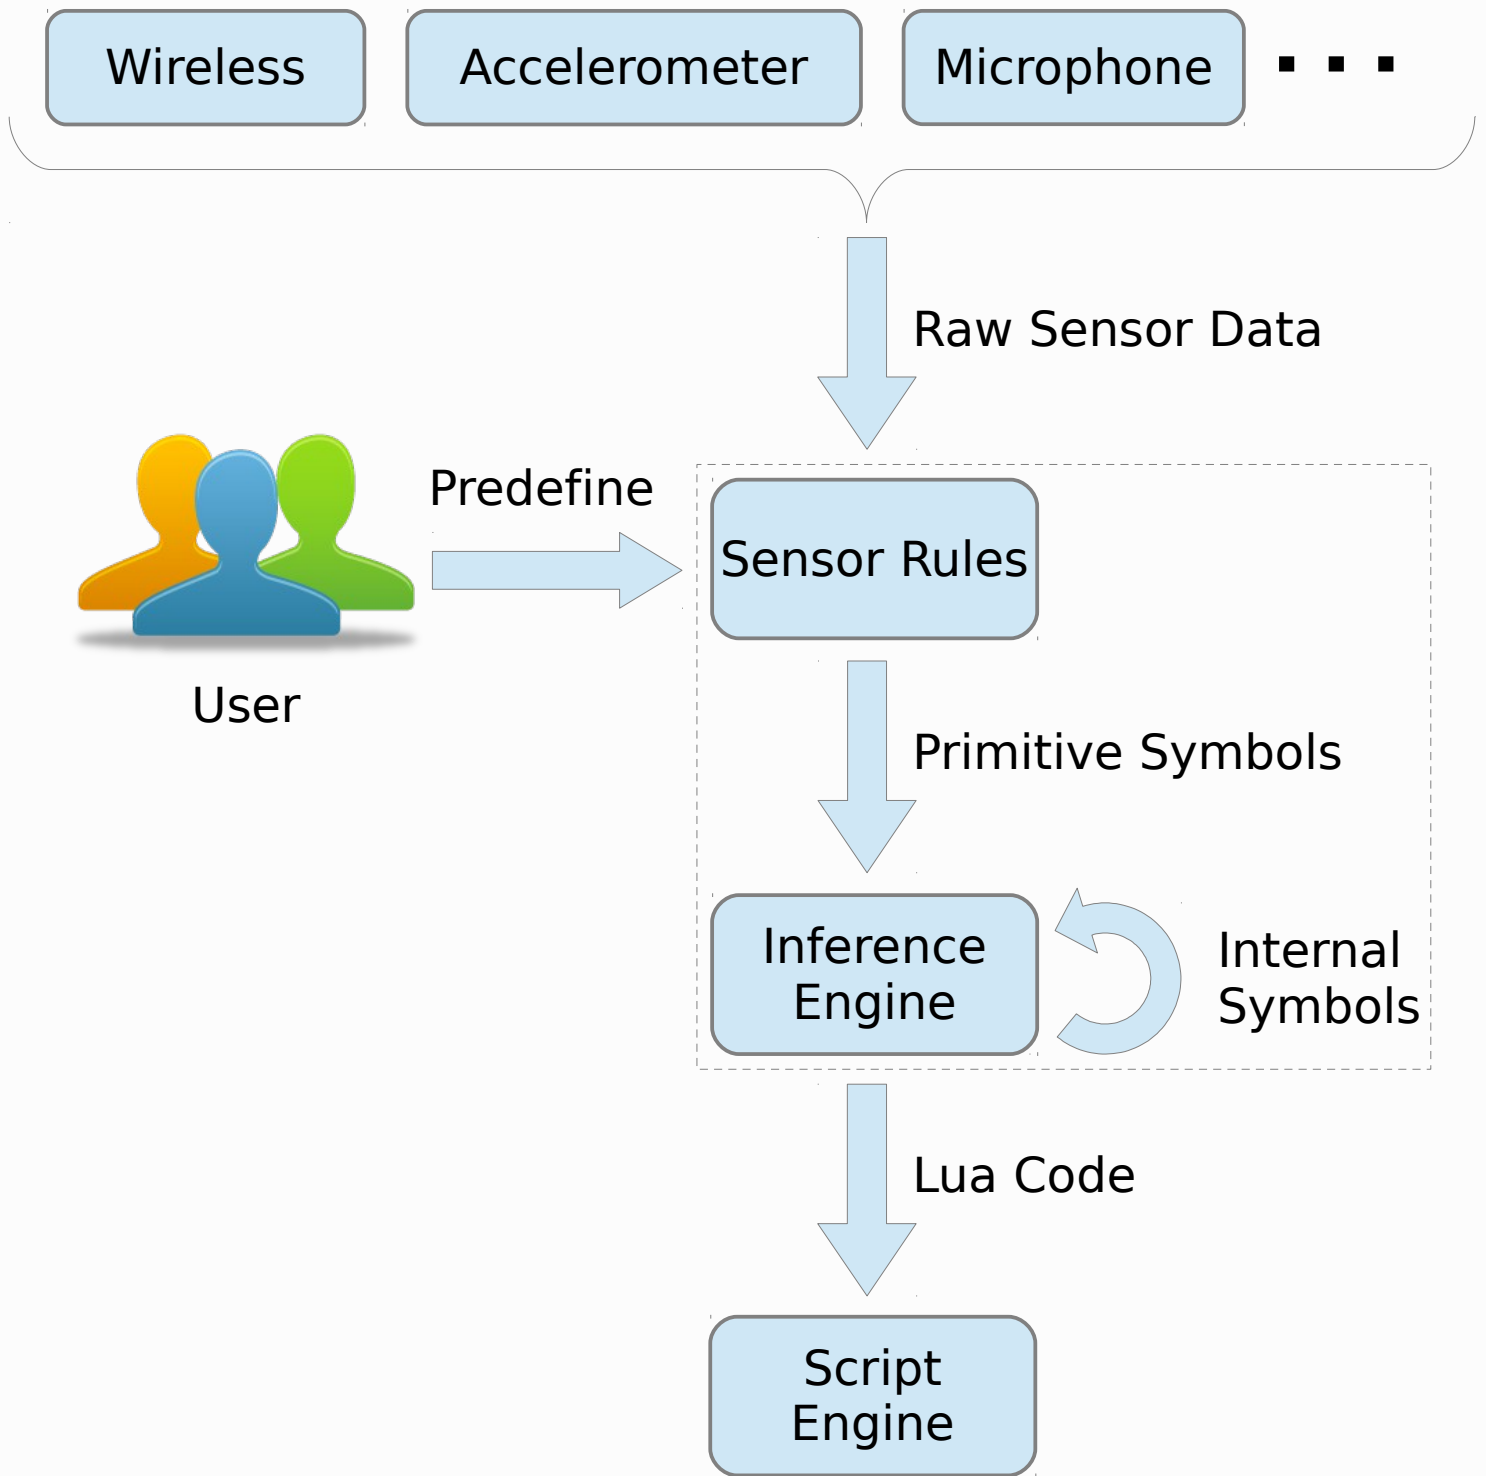 Wireless
Accelerometer
Microphone
Raw Sensor Data
Predefine
Sensor Rules
User
Primitive Symbols
Inference
Engine
Internal
Symbols
Lua Code
Script
Engine